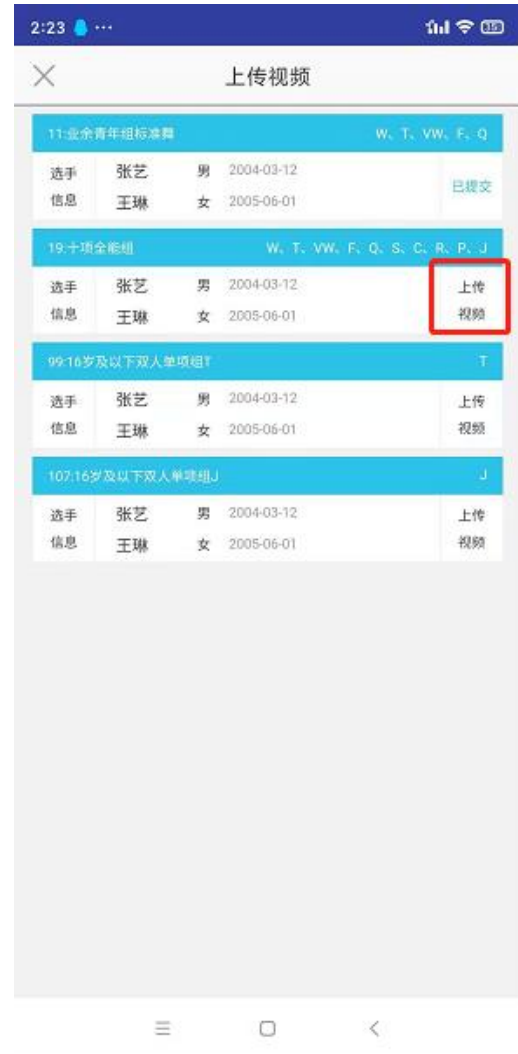 2:23 ...
上传视频
11:业余青年组标准舞 W、T、VW、F、Q
选手 张艺 男 2004-03-12
信息 王琳 女 2005-06-01
已提交
19:十项全能组 W、T、VW、F、Q、S、C、R、P、J
选手 张艺 男 2004-03-12 上传
信息 王琳 女 2005-06-01 视频
99:16岁及以下双人单项组T T
选手 张艺 男 2004-03-12 上传
信息 王琳 女 2005-06-01 视频
107:16岁及以下双人单项组J J
选手 张艺 男 2004-03-12 上传
信息 王琳 女 2005-06-01 视频